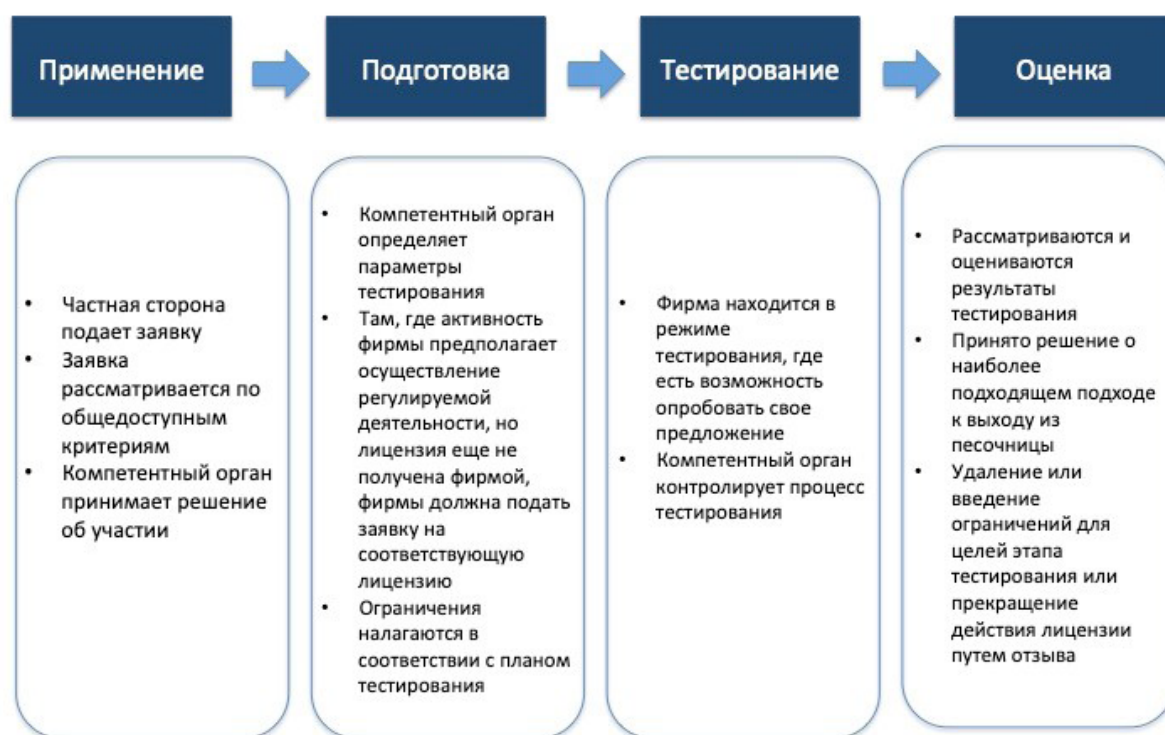 Применение
Подготовка
Тестирование
Оценка
• Частная сторона
подает заявку
• Заявка
рассматривается по
общедоступным
критериям
• Компетентный орган
принимает решение
об участии
• Компетентный орган
определяет
параметры
тестирования
• Там, где активность
фирмы предполагает
осуществление
регулируемой
деятельности, но
лицензия еще не
получена фирмой,
фирмы должна подать
заявку на
соответствующую
лицензию
• Ограничения
налагаются в
соответствии с планом
тестирования
• Фирма находится в
режиме
тестирования, где
есть возможность
опробовать свое
предложение
• Компетентный орган
контролирует процесс
тестирования
• Рассматриваются и
оцениваются
результаты
тестирования
• Принято решение о
наиболее
подходящем подходе
к выходу из
песочницы
• Удаление или
введение
ограничений для
целей этапа
тестирования или
прекращение
действия лицензии
путем отзыва